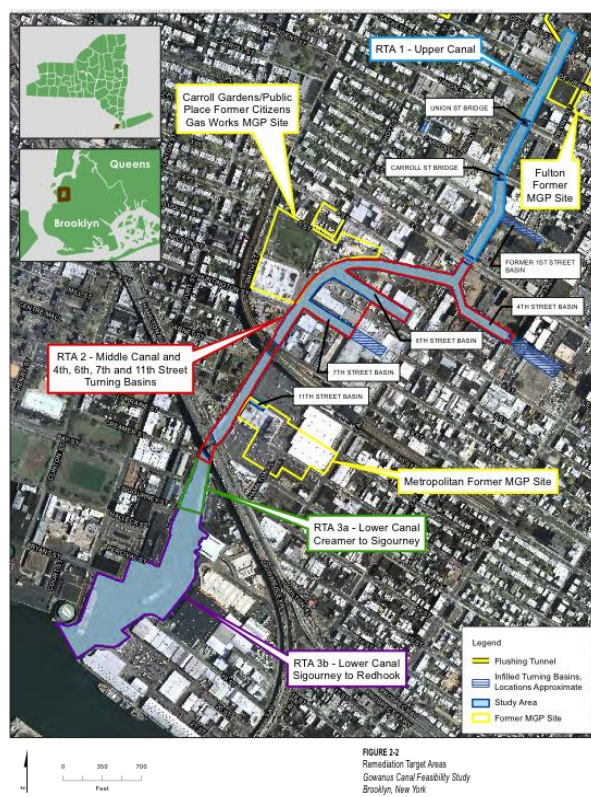 RTA 1 - Upper Canal
Carroll Gardens/Public
Place Former Citizens
Gas Works MGP Site
UNION ST BRIDGE
CARROLL ST BRIDGE
Queens
Brooklyn
Fulton
Former
MGP Site
FORMER 1ST STREET
BASIN
4TH STREET BASIN
6TH STREET BASIN
7TH STREET BASIN
RTA 2 - Middle Canal and
4th, 6th, 7th and 11th Street
Turning Basins
11TH STREET BASIN
Metropolitan Former MGP Site
RTA 3a - Lower Canal
Creamer to Sigourney
RTA 3b - Lower Canal
Sigourney to Redhook
Legend
Flushing Tunnel
Infilled Turning Basins,
Locations Approximate
Study Area
Former MGP Site
0 350 700
Feet
FIGURE 2-2
Remediation Target Areas
Gowanus Canal Feasibility Study
Brooklyn, New York